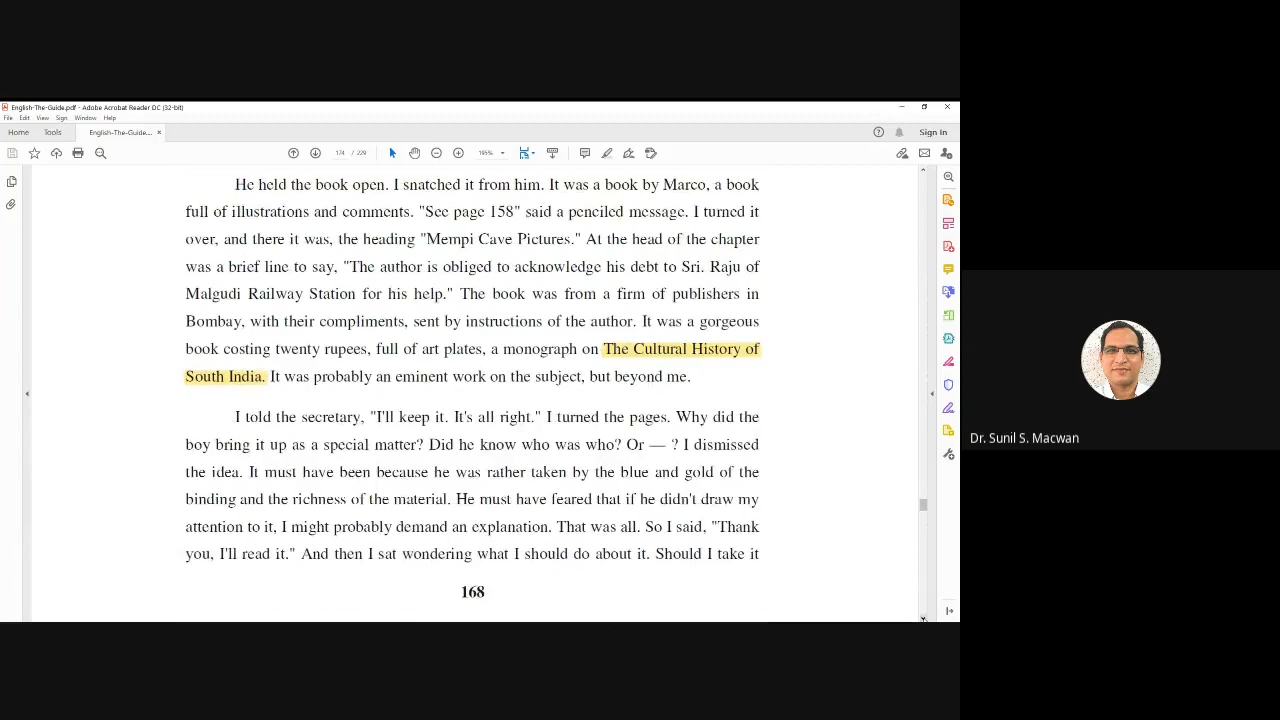 English-The-Guide.pdf - Adobe Acrobat Reader DC (32-bit)
File Edit View Sign Window Help
Home Tools English-The-Guide.... × Sign In
174 / 229 195%
He held the book open. I snatched it from him. It was a book by Marco, a book
full of illustrations and comments. "See page 158" said a penciled message. I turned it
over, and there it was, the heading "Mempi Cave Pictures." At the head of the chapter
was a brief line to say, "The author is obliged to acknowledge his debt to Sri. Raju of
Malgudi Railway Station for his help." The book was from a firm of publishers in
Bombay, with their compliments, sent by instructions of the author. It was a gorgeous
book costing twenty rupees, full of art plates, a monograph on The Cultural History of
South India. It was probably an eminent work on the subject, but beyond me.
I told the secretary, "I'll keep it. It's all right." I turned the pages. Why did the
boy bring it up as a special matter? Did he know who was who? Or — ? I dismissed
the idea. It must have been because he was rather taken by the blue and gold of the
binding and the richness of the material. He must have feared that if he didn't draw my
attention to it, I might probably demand an explanation. That was all. So I said, "Thank
you, I'll read it." And then I sat wondering what I should do about it. Should I take it
168
Dr. Sunil S. Macwan